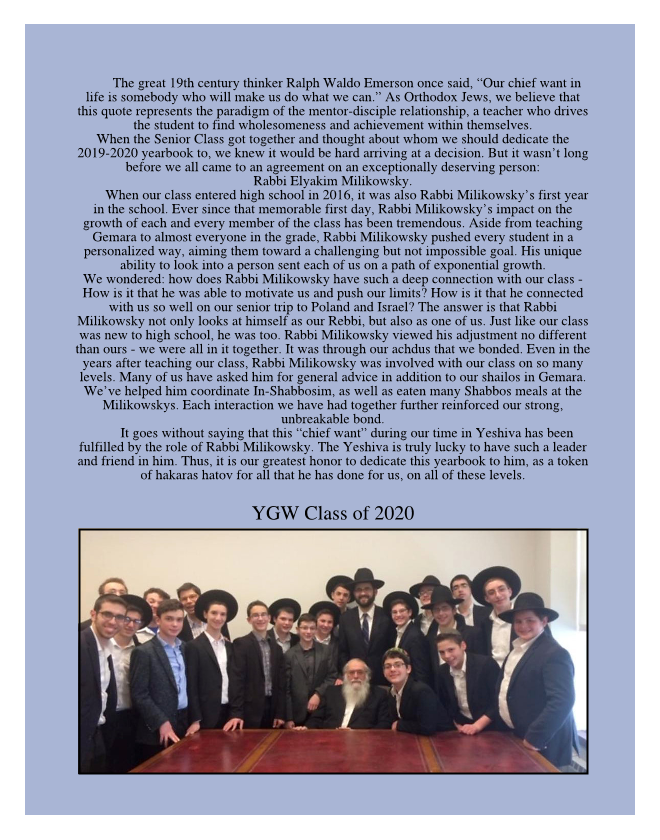 The great 19th century thinker Ralph Waldo Emerson once said, “Our chief want in
life is somebody who will make us do what we can.” As Orthodox Jews, we believe that
this quote represents the paradigm of the mentor-disciple relationship, a teacher who drives
the student to find wholesomeness and achievement within themselves.
When the Senior Class got together and thought about whom we should dedicate the
2019-2020 yearbook to, we knew it would be hard arriving at a decision. But it wasn’t long
before we all came to an agreement on an exceptionally deserving person:
Rabbi Elyakim Milikowsky.
When our class entered high school in 2016, it was also Rabbi Milikowsky’s first year
in the school. Ever since that memorable first day, Rabbi Milikowsky’s impact on the
growth of each and every member of the class has been tremendous. Aside from teaching
Gemara to almost everyone in the grade, Rabbi Milikowsky pushed every student in a
personalized way, aiming them toward a challenging but not impossible goal. His unique
ability to look into a person sent each of us on a path of exponential growth.
We wondered: how does Rabbi Milikowsky have such a deep connection with our class -
How is it that he was able to motivate us and push our limits? How is it that he connected
with us so well on our senior trip to Poland and Israel? The answer is that Rabbi
Milikowsky not only looks at himself as our Rebbi, but also as one of us. Just like our class
was new to high school, he was too. Rabbi Milikowsky viewed his adjustment no different
than ours - we were all in it together. It was through our achdus that we bonded. Even in the
years after teaching our class, Rabbi Milikowsky was involved with our class on so many
levels. Many of us have asked him for general advice in addition to our shailos in Gemara.
We’ve helped him coordinate In-Shabbosim, as well as eaten many Shabbos meals at the
Milikowskys. Each interaction we have had together further reinforced our strong,
unbreakable bond.
It goes without saying that this “chief want” during our time in Yeshiva has been
fulfilled by the role of Rabbi Milikowsky. The Yeshiva is truly lucky to have such a leader
and friend in him. Thus, it is our greatest honor to dedicate this yearbook to him, as a token
of hakaras hatov for all that he has done for us, on all of these levels.
YGW Class of 2020